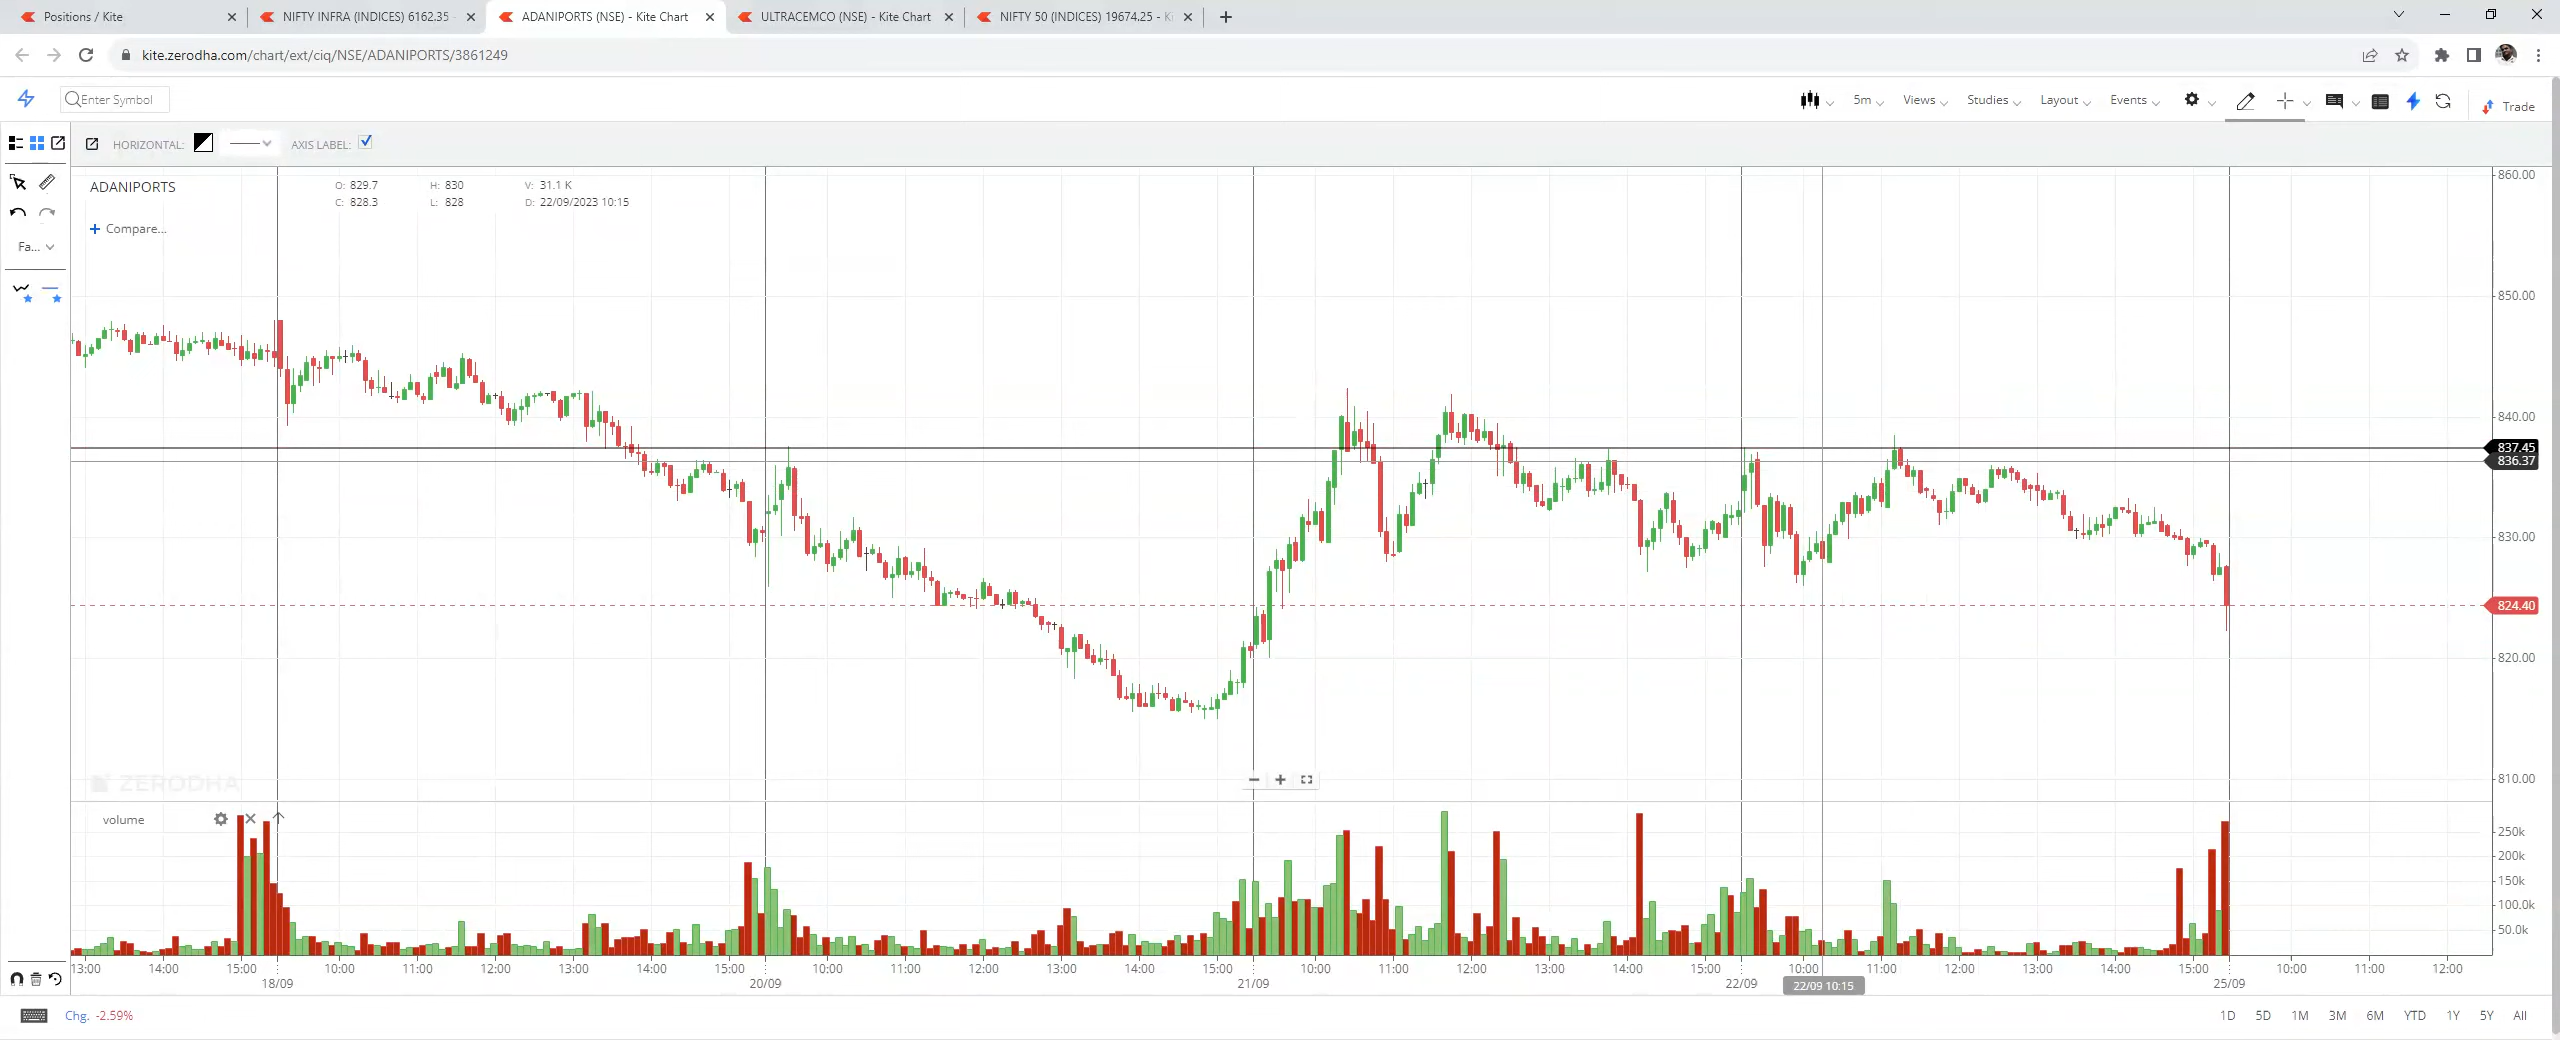 Positions / Kite
NIFTY INFRA (INDICES) 6162.35 -
ADANIPORTS (NSE) - Kite Chart
ULTRACEMCO (NSE) - Kite Chart
NIFTY 50 (INDICES) 19674.25 - Ki
kite.zerodha.com/chart/ext/ciq/NSE/ADANIPORTS/3861249
Enter Symbol
5m
Views
Studies
Layout
Events
Trade
HORIZONTAL:
AXIS LABEL:
ADANIPORTS
O: 829.7 H: 830 V: 31.1 K
C: 828.3 L: 828 D: 22/09/2023 10:15
+ Compare...
Fa...
860.00
850.00
840.00
837.45
836.37
830.00
824.40
820.00
810.00
ZERODHA
volume
250k
200k
150k
100.0k
50.0k
13:00 14:00 15:00 10:00 11:00 12:00 13:00 14:00 15:00 10:00 11:00 12:00 13:00 14:00 15:00 10:00 11:00 12:00 13:00 14:00 15:00 10:00 11:00 12:00 13:00 14:00 15:00 10:00 11:00 12:00
18/09 20/09 21/09 22/09 22/09 10:15 25/09
Chg. -2.59%
1D 5D 1M 3M 6M YTD 1Y 5Y All